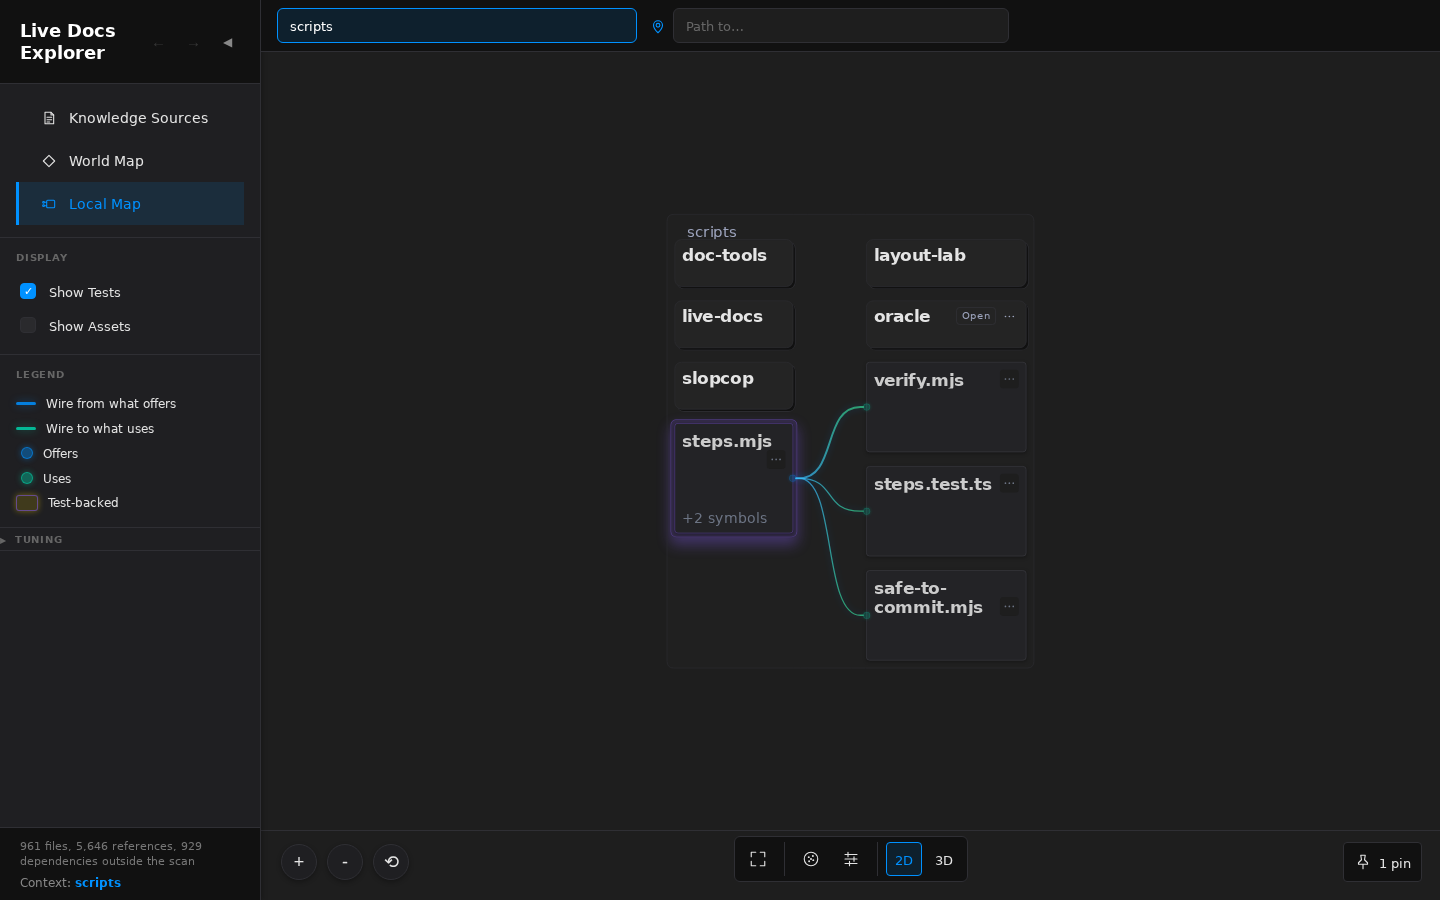 Live Docs
Explorer
Knowledge Sources
World Map
Local Map
DISPLAY
Show Tests
Show Assets
LEGEND
Wire from what offers
Wire to what uses
Offers
Uses
Test-backed
TUNING
961 files, 5,646 references, 929
dependencies outside the scan
Context: scripts
scripts
Path to...
scripts
doc-tools
layout-lab
live-docs
oracle
Open
...
slopcop
verify.mjs
...
steps.mjs
...
+2 symbols
steps.test.ts
...
safe-to-
commit.mjs
...
+
-
2D
3D
1 pin